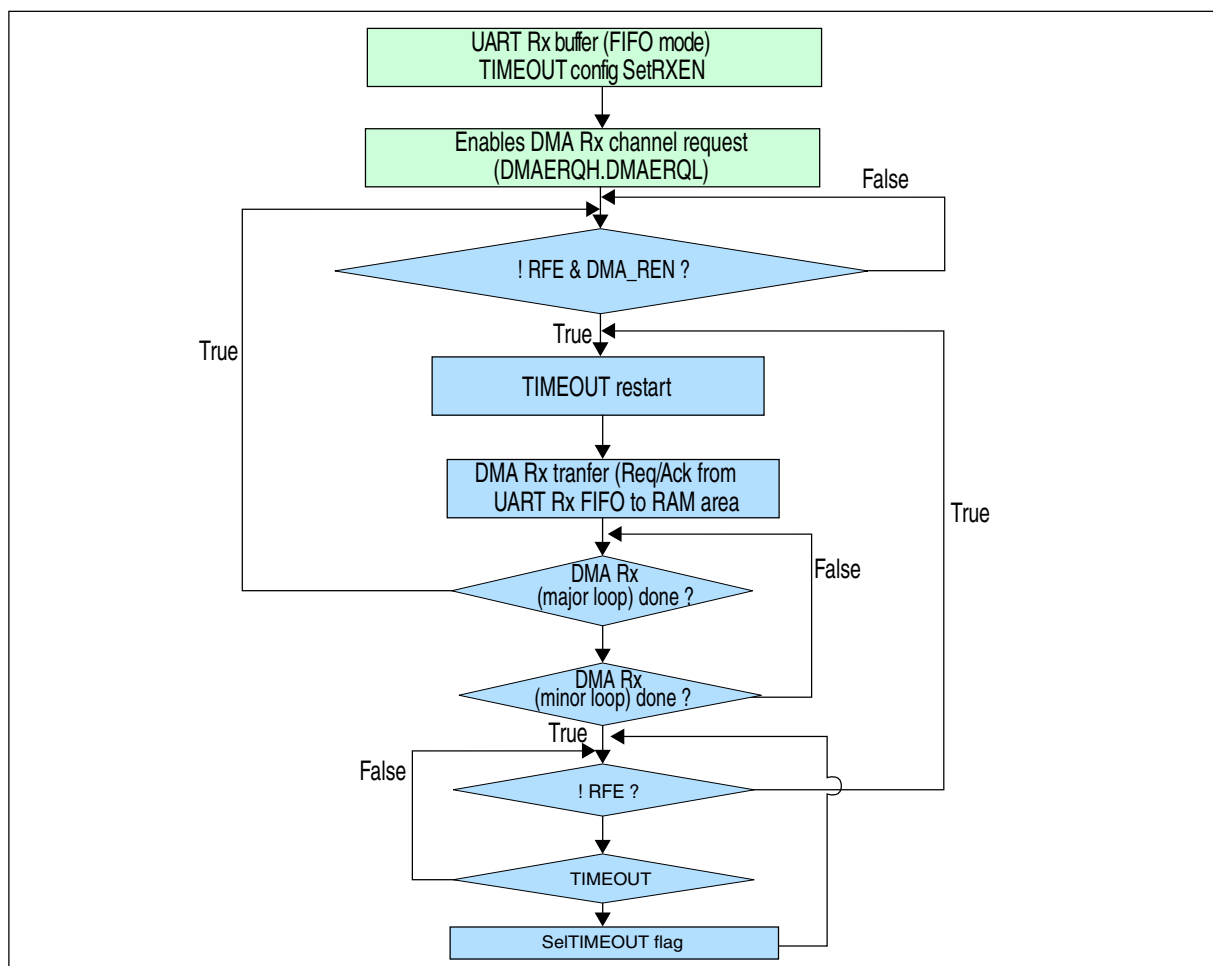 UART Rx buffer (FIFO mode)
TIMEOUT config SetRXEN
Enables DMA Rx channel request
(DMAERQH.DMAERQL)
False
! RFE & DMA_REN ?
True
True
TIMEOUT restart
DMA Rx tranfer (Req/Ack from
UART Rx FIFO to RAM area
True
False
DMA Rx
(major loop) done ?
DMA Rx
(minor loop) done ?
True
False
! RFE ?
TIMEOUT
SelTIMEOUT flag